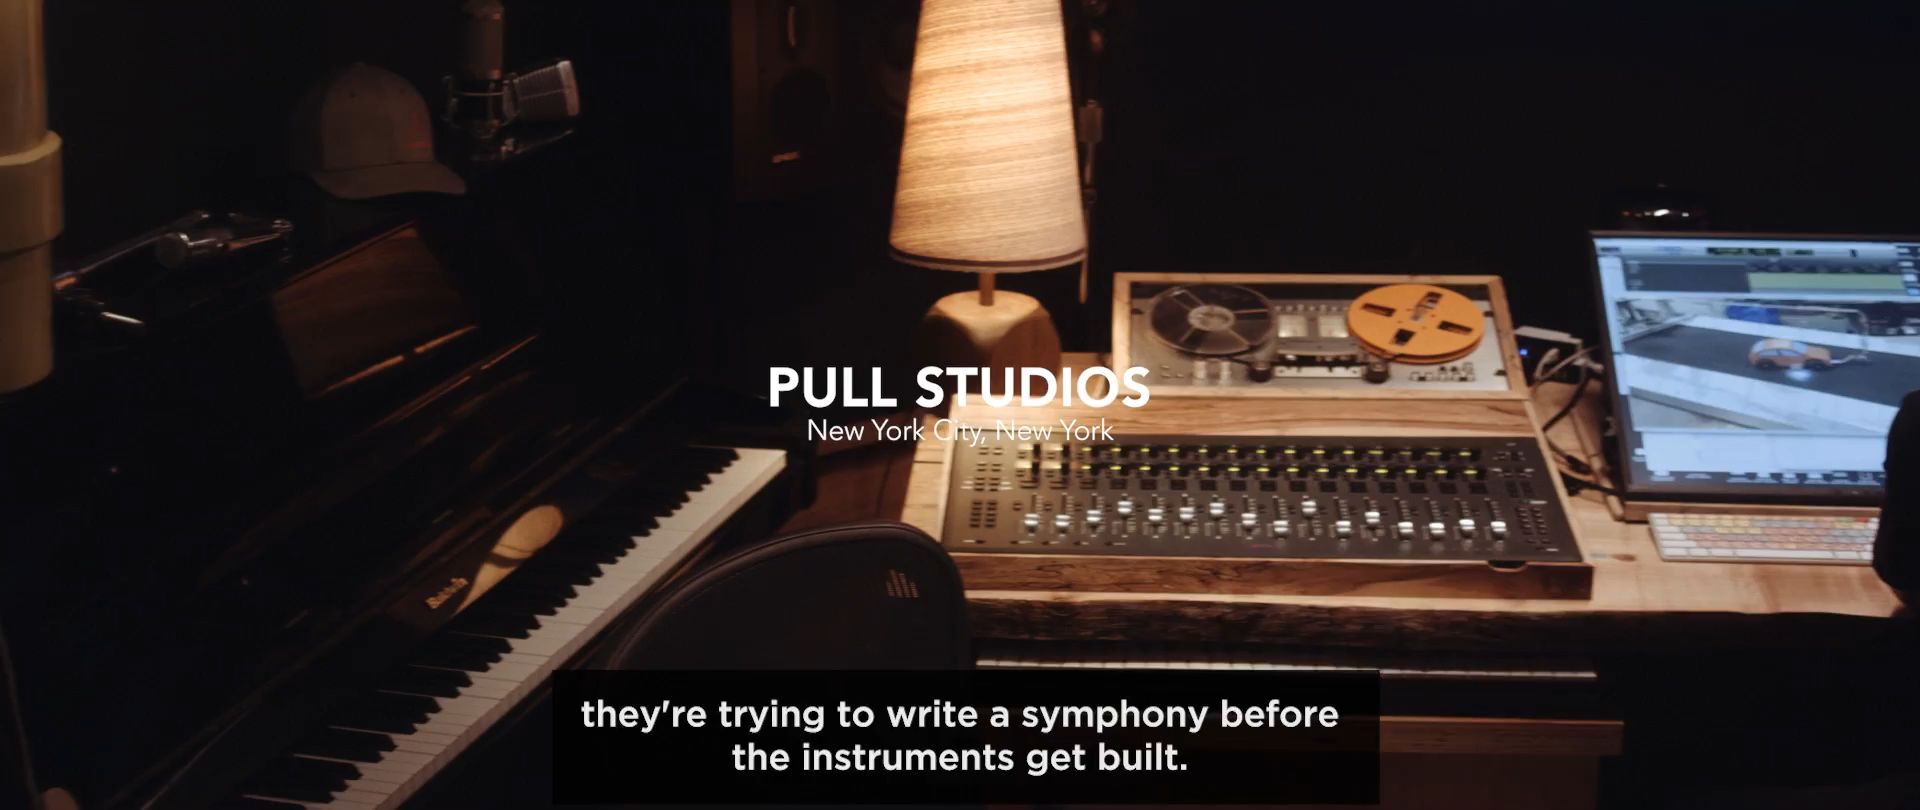 PULL STUDIOS
New York City, New York
they're trying to write a symphony before
the instruments get built.